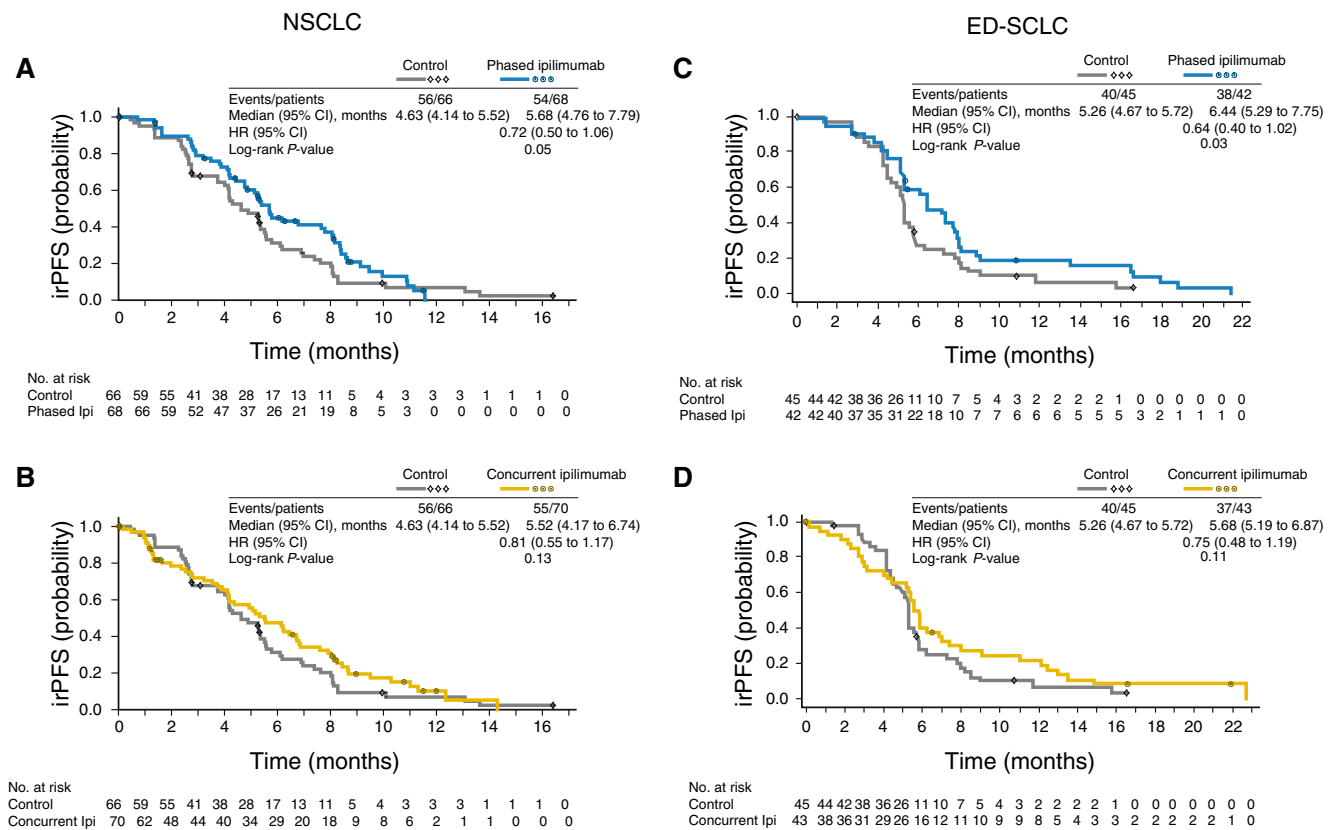 NSCLC
A
Control Phased ipilimumab
Events/patients 56/66 54/68
Median (95% CI), months 4.63 (4.14 to 5.52) 5.68 (4.76 to 7.79)
HR (95% CI) 0.72 (0.50 to 1.06)
Log-rank P-value 0.05
irPFS (probability)
1.0
0.8
0.6
0.4
0.2
0.0
0 2 4 6 8 10 12 14 16
Time (months)
No. at risk
Control 66 59 55 41 38 28 17 13 11 5 4 3 3 3 1 1 1 0
Phased Ipi 68 66 59 52 47 37 26 21 19 8 5 3 0 0 0 0 0 0
B
Control Concurrent ipilimumab
Events/patients 56/66 55/70
Median (95% CI), months 4.63 (4.14 to 5.52) 5.52 (4.17 to 6.74)
HR (95% CI) 0.81 (0.55 to 1.17)
Log-rank P-value 0.13
irPFS (probability)
1.0
0.8
0.6
0.4
0.2
0.0
0 2 4 6 8 10 12 14 16
Time (months)
No. at risk
Control 66 59 55 41 38 28 17 13 11 5 4 3 3 3 1 1 1 0
Concurrent Ipi 70 62 48 44 40 34 29 20 18 9 8 6 2 1 1 0 0 0
ED-SCLC
C
Control Phased ipilimumab
Events/patients 40/45 38/42
Median (95% CI), months 5.26 (4.67 to 5.72) 6.44 (5.29 to 7.75)
HR (95% CI) 0.64 (0.40 to 1.02)
Log-rank P-value 0.03
irPFS (probability)
1.0
0.8
0.6
0.4
0.2
0.0
0 2 4 6 8 10 12 14 16 18 20 22
Time (months)
No. at risk
Control 45 44 42 38 36 26 11 10 7 5 4 3 2 2 2 2 1 0 0 0 0 0
Phased Ipi 42 42 40 37 35 31 22 18 10 7 7 6 6 6 5 5 5 3 2 1 1 1 0
D
Control Concurrent ipilimumab
Events/patients 40/45 37/43
Median (95% CI), months 5.26 (4.67 to 5.72) 5.68 (5.19 to 6.87)
HR (95% CI) 0.75 (0.48 to 1.19)
Log-rank P-value 0.11
irPFS (probability)
1.0
0.8
0.6
0.4
0.2
0.0
0 2 4 6 8 10 12 14 16 18 20 22
Time (months)
No. at risk
Control 45 44 42 38 36 26 11 10 7 5 4 3 2 2 2 2 1 0 0 0 0 0 0
Concurrent Ipi 43 38 36 31 29 26 16 12 11 10 9 9 8 5 4 4 2 2 2 2 2 2 1 0